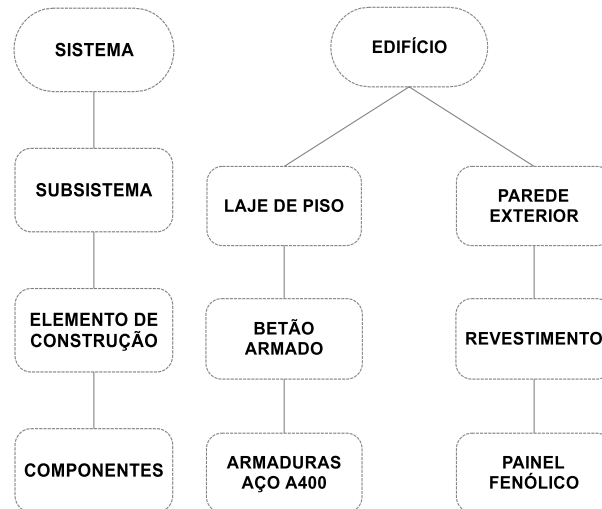 SISTEMA
EDIFÍCIO
SUBSISTEMA
LAJE DE PISO
PAREDE
EXTERIOR
ELEMENTO DE
CONSTRUÇÃO
BETÃO
ARMADO
REVESTIMENTO
COMPONENTES
ARMADURAS
AÇO A400
PAINEL
FENÓLICO